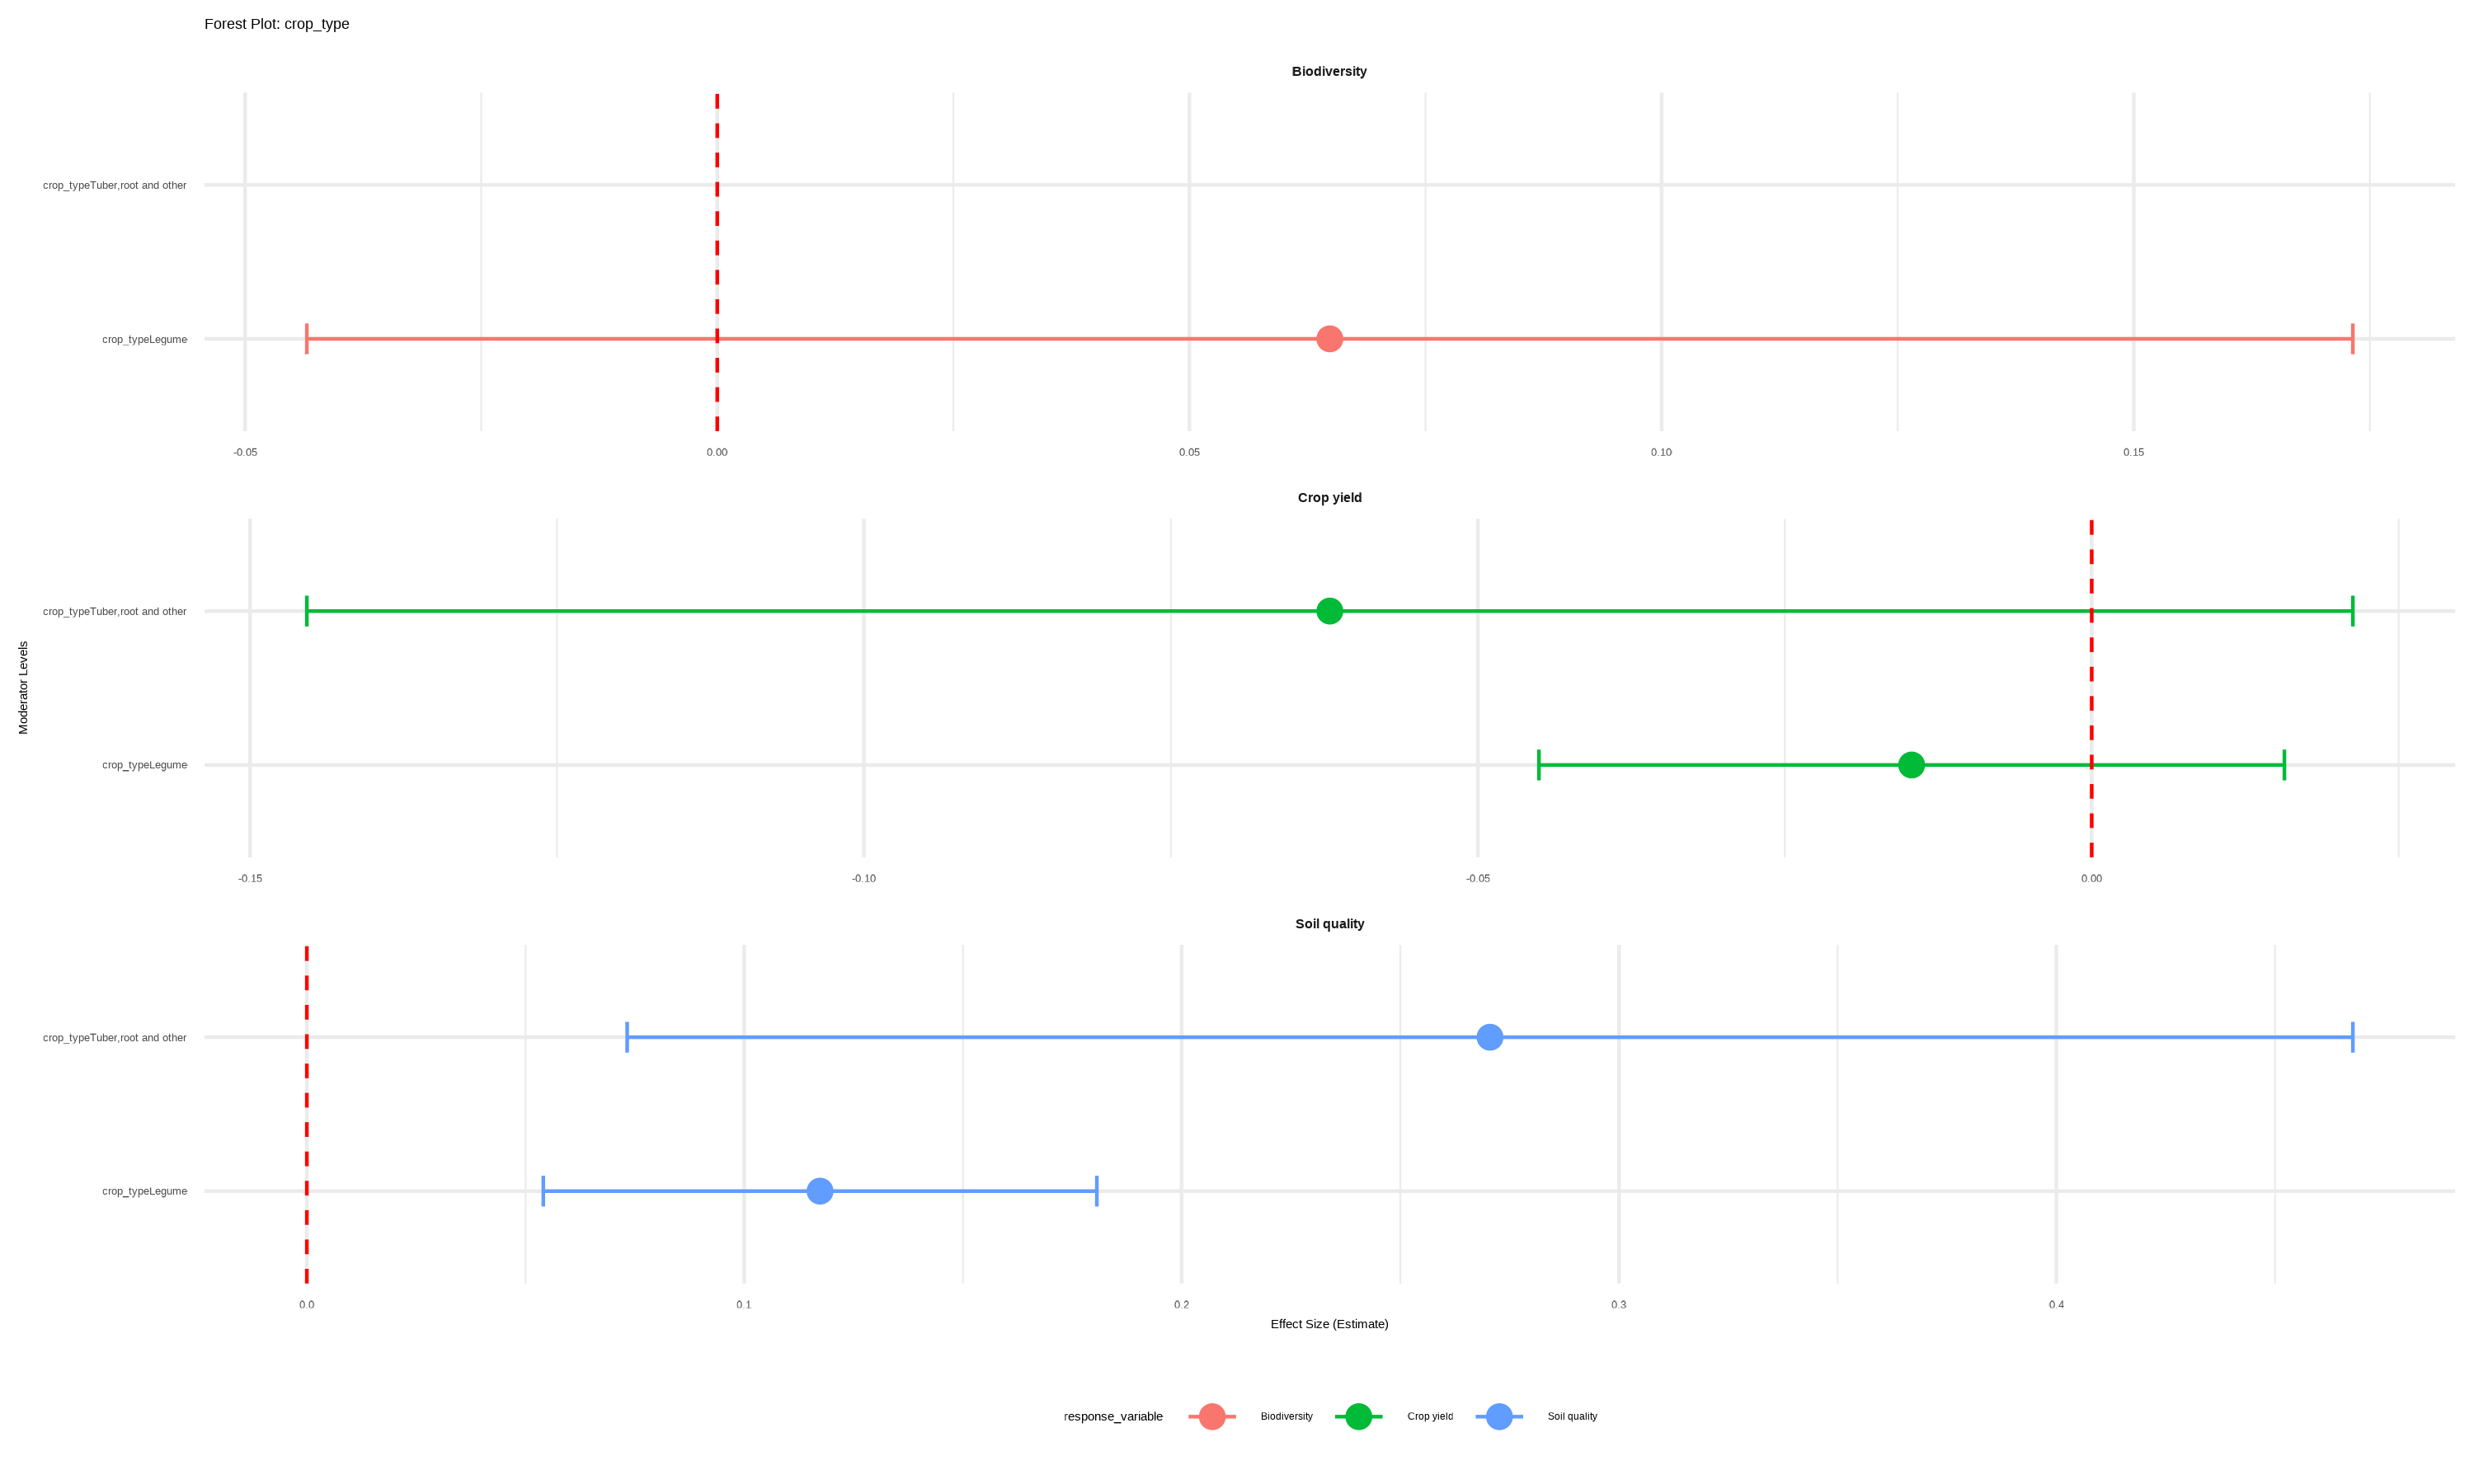 Forest Plot: crop_type
Biodiversity
crop_typeTuber,root and other
crop_typeLegume
-0.05 0.00 0.05 0.10 0.15
Crop yield
crop_typeTuber,root and other
crop_typeLegume
-0.15 -0.10 -0.05 0.00
Moderator Levels
Soil quality
crop_typeTuber,root and other
crop_typeLegume
0.0 0.1 0.2 0.3 0.4
Effect Size (Estimate)
response_variable Biodiversity Crop yield Soil quality